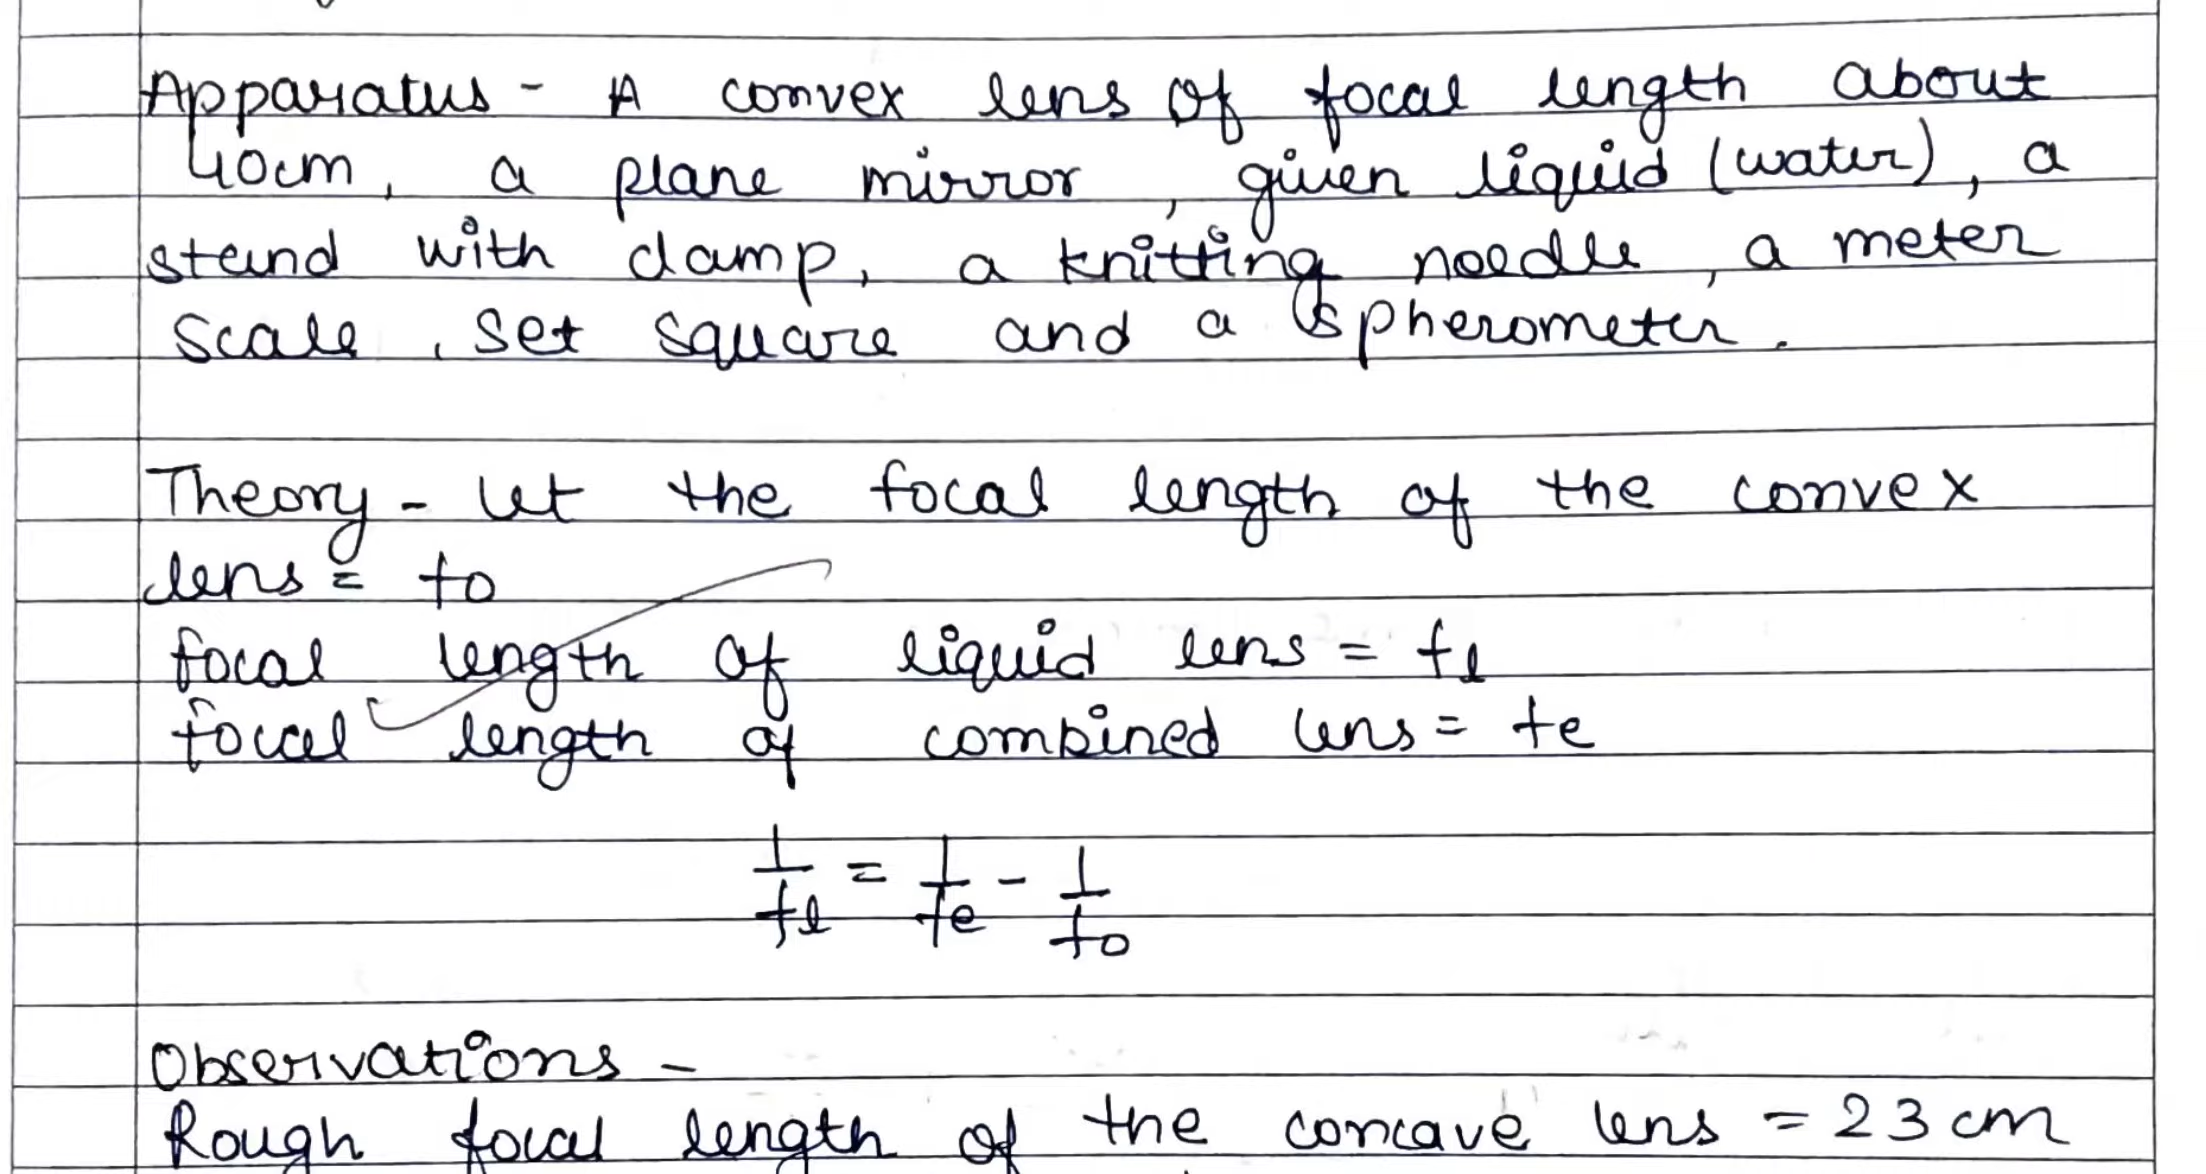 Apparatus - A convex lens of focal length about
40cm, a plane mirror, given liquid (water), a
stand with clamp, a knitting needle, a meter
scale, set square and a spherometer.
Theory - let the focal length of the convex
lens = fo
focal length of liquid lens = fl
focal length of combined lens = fe
1/fl = 1/fe - 1/fo
Observations -
Rough focal length of the concave lens = 23 cm